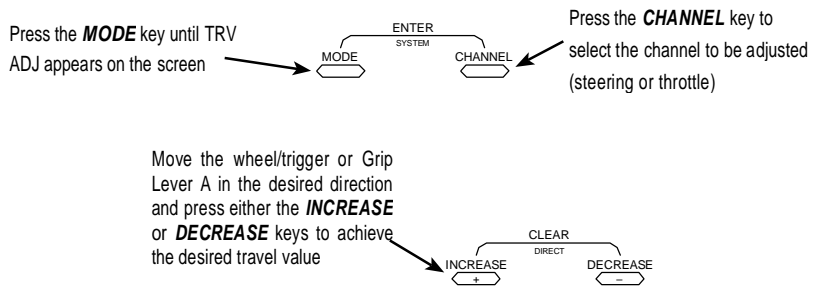 Press the MODE key until TRV
ADJ appears on the screen
ENTER
SYSTEM
MODE
CHANNEL
Press the CHANNEL key to
select the channel to be adjusted
(steering or throttle)
Move the wheel/trigger or Grip
Lever A in the desired direction
and press either the INCREASE
or DECREASE keys to achieve
the desired travel value
CLEAR
DIRECT
INCREASE
DECREASE
+
–